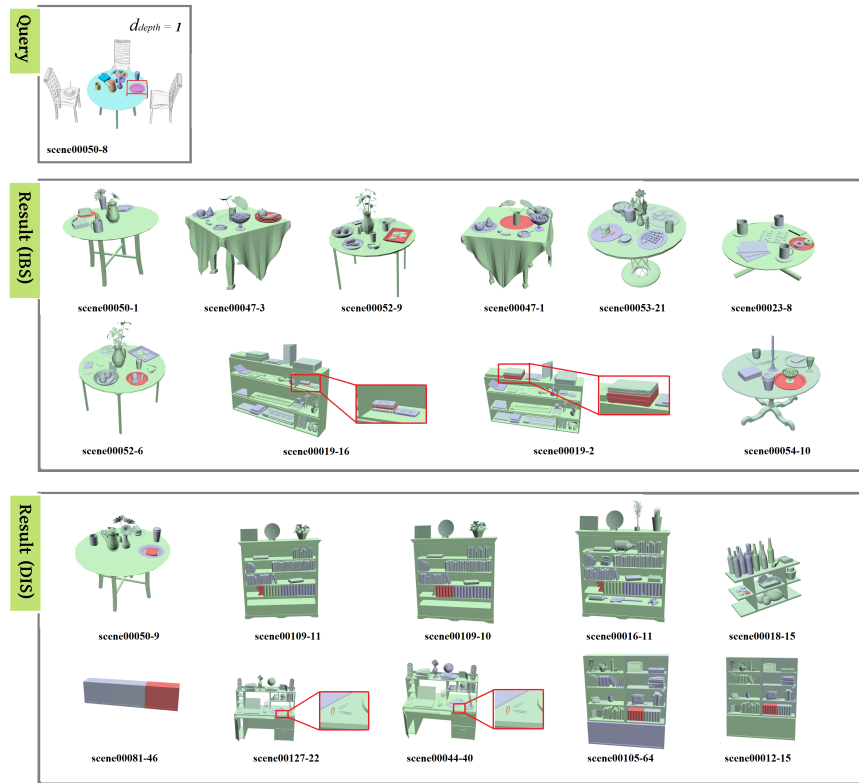 Query
d_depth = 1
scene00050-8
Result (IBS)
scene00050-1
scene00047-3
scene00052-9
scene00047-1
scene00053-21
scene00023-8
scene00052-6
scene00019-16
scene00019-2
scene00054-10
Result (DIS)
scene00050-9
scene00109-11
scene00109-10
scene00016-11
scene00018-15
scene00081-46
scene00127-22
scene00044-40
scene00105-64
scene00012-15